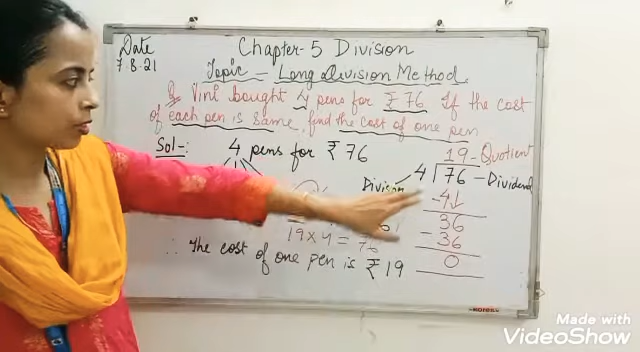 Date
7.8.21
Chapter-5 Division
Topic - Long Division Method
Q Vini bought 4 pens for ₹ 76. If the cost
of each pen is same, find the cost of one pen
Sol-:
4 pens for ₹ 76
19 - Quotient
Divison
4 76 - Dividend
-4↓
36
- 36
0
19 x 4 = 76
∴ The cost of one pen is ₹ 19
KORES
Made with
VideoShow